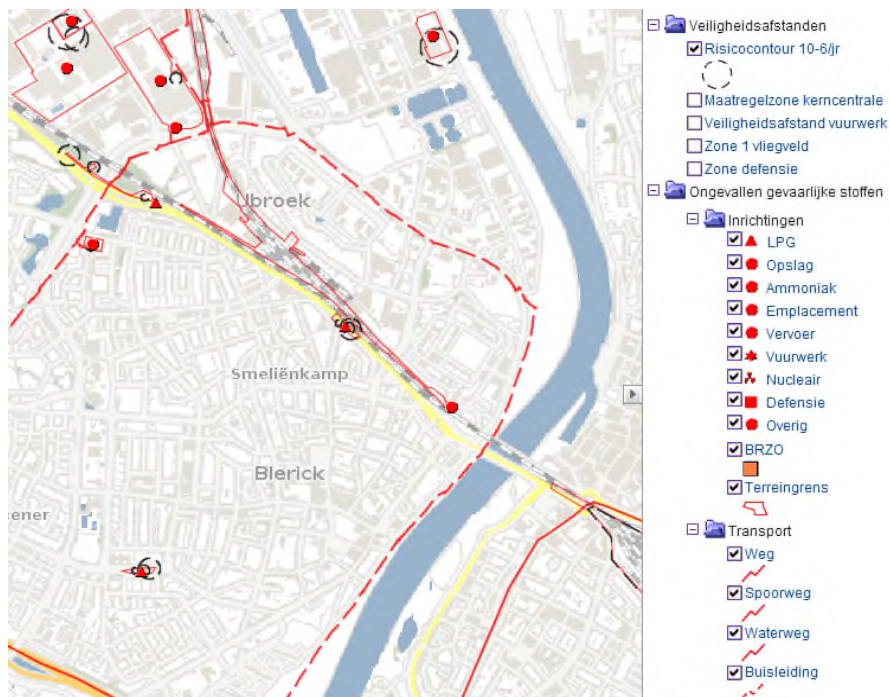 Ubroek
Smeliënkamp
Blerick
sener
Veiligheidsafstanden
Risicocontour 10-6/jr
Maatregelzone kerncentrale
Veiligheidsafstand vuurwerk
Zone 1 vliegveld
Zone defensie
Ongevallen gevaarlijke stoffen
Inrichtingen
LPG
Opslag
Ammoniak
Emplacement
Vervoer
Vuurwerk
Nucleair
Defensie
Overig
BRZO
Terreingrens
Transport
Weg
Spoorweg
Waterweg
Buisleiding